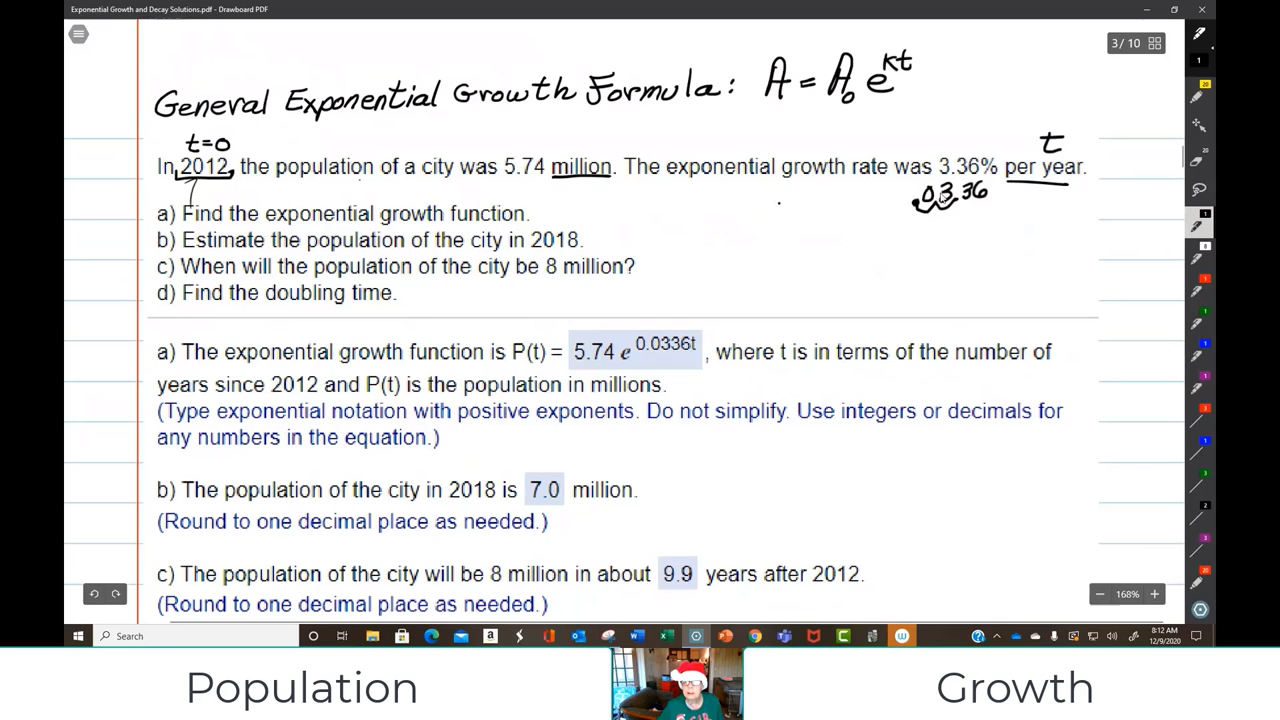 Exponential Growth and Decay Solutions.pdf - Drawboard PDF
3 / 10
General Exponential Growth Formula: A = A₀ e^kt
t=0
t
In 2012, the population of a city was 5.74 million. The exponential growth rate was 3.36% per year.
.03.36
a) Find the exponential growth function.
b) Estimate the population of the city in 2018.
c) When will the population of the city be 8 million?
d) Find the doubling time.
a) The exponential growth function is P(t) = 5.74 e^0.0336t , where t is in terms of the number of
years since 2012 and P(t) is the population in millions.
(Type exponential notation with positive exponents. Do not simplify. Use integers or decimals for
any numbers in the equation.)
b) The population of the city in 2018 is 7.0 million.
(Round to one decimal place as needed.)
c) The population of the city will be 8 million in about 9.9 years after 2012.
(Round to one decimal place as needed.)
168%
Search
8:12 AM
12/9/2020
Population
Growth